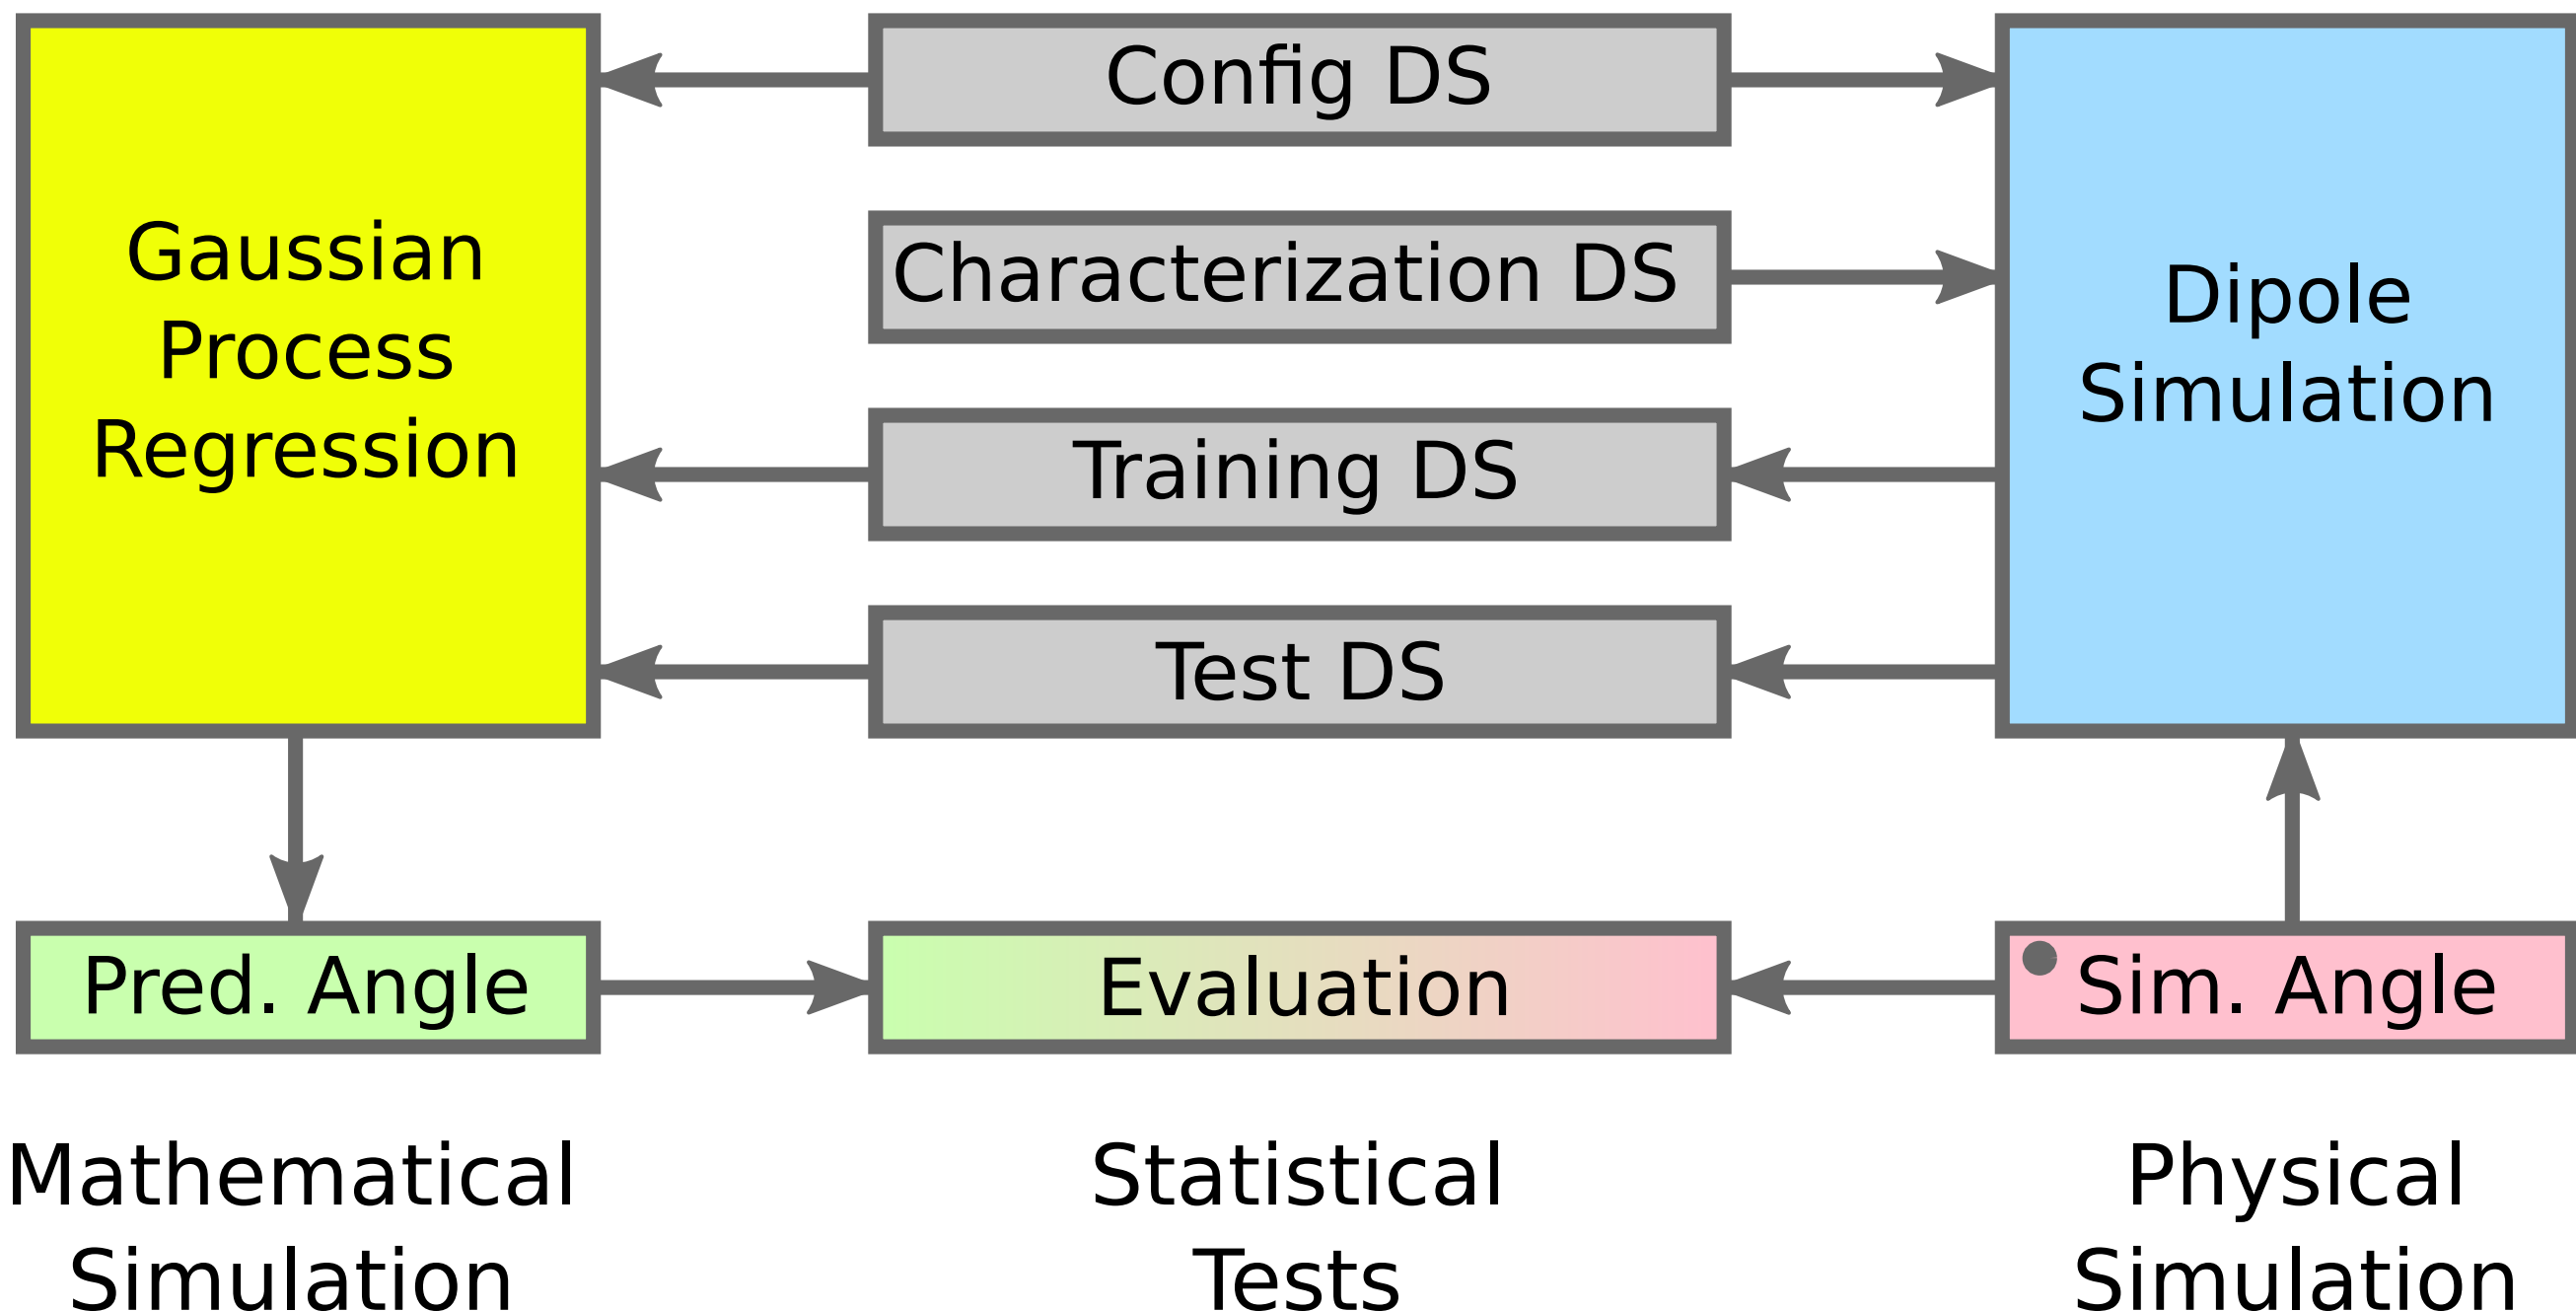 Gaussian
Process
Regression
Config DS
Characterization DS
Training DS
Test DS
Dipole
Simulation
Pred. Angle
Evaluation
Sim. Angle
Mathematical
Simulation
Statistical
Tests
Physical
Simulation